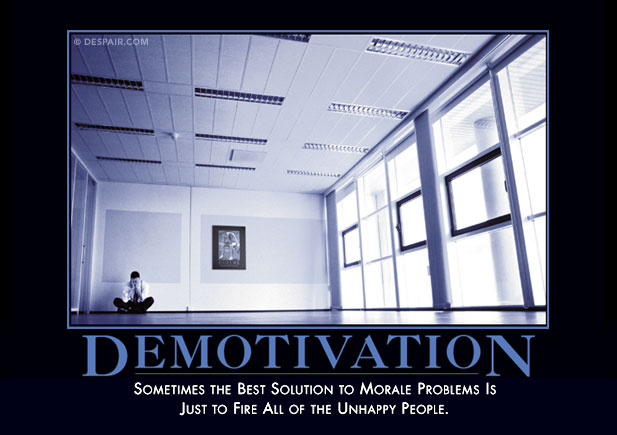 © DESPAIR.COM
DEMOTIVATION
SOMETIMES THE BEST SOLUTION TO MORALE PROBLEMS IS
JUST TO FIRE ALL OF THE UNHAPPY PEOPLE.